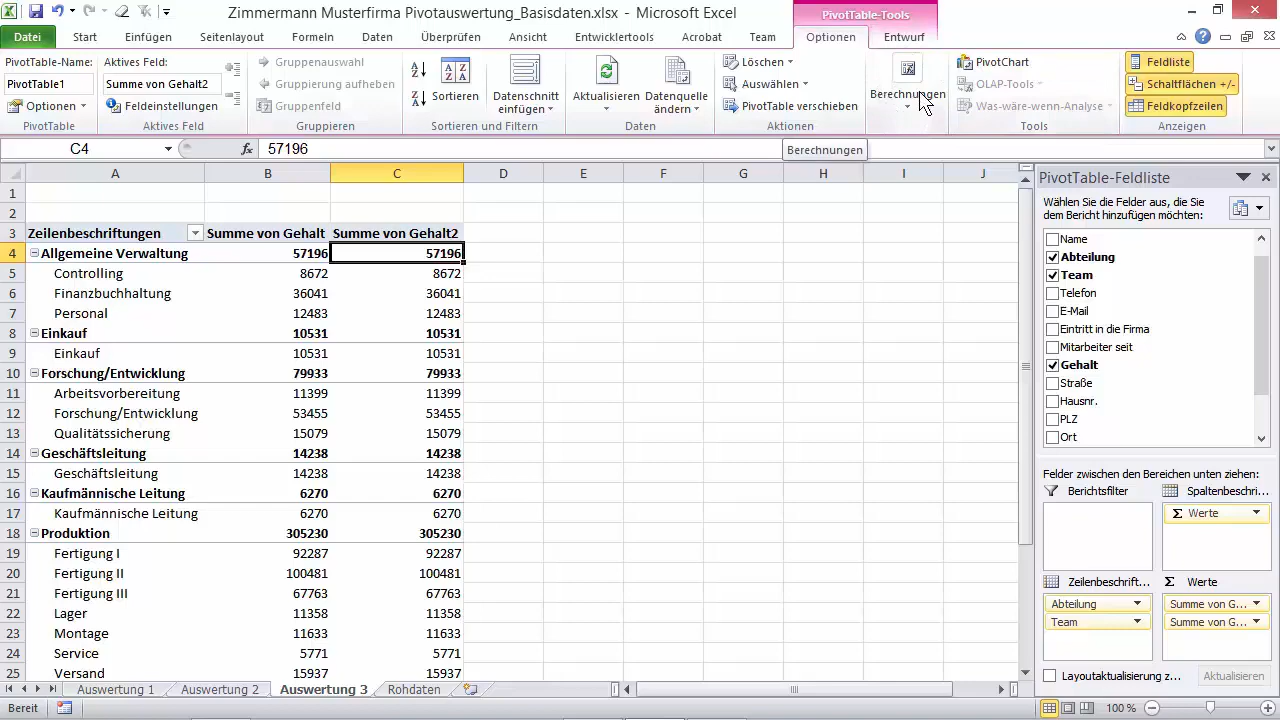 Zimmermann Musterfirma Pivotauswertung_Basisdaten.xlsx - Microsoft Excel
PivotTable-Tools
Datei Start Einfügen Seitenlayout Formeln Daten Überprüfen Ansicht Entwicklertools Acrobat Team Optionen Entwurf
PivotTable-Name:
PivotTable1
Optionen
PivotTable
Aktives Feld:
Summe von Gehalt2
Feldeinstellungen
Aktives Feld
Gruppenauswahl
Gruppierung aufheben
Gruppenfeld
Gruppieren
Sortieren
Datenschnitt
einfügen
Sortieren und Filtern
Aktualisieren
Datenquelle
ändern
Daten
Löschen
Auswählen
PivotTable verschieben
Aktionen
Berechnungen
PivotChart
OLAP-Tools
Was-wäre-wenn-Analyse
Tools
Feldliste
Schaltflächen +/-
Feldkopfzeilen
Anzeigen
C4 fx 57196
Berechnungen
A B C D E F G H I J
1
2
3 Zeilenbeschriftungen Summe von Gehalt Summe von Gehalt2
4 Allgemeine Verwaltung 57196 57196
5 Controlling 8672 8672
6 Finanzbuchhaltung 36041 36041
7 Personal 12483 12483
8 Einkauf 10531 10531
9 Einkauf 10531 10531
10 Forschung/Entwicklung 79933 79933
11 Arbeitsvorbereitung 11399 11399
12 Forschung/Entwicklung 53455 53455
13 Qualitätssicherung 15079 15079
14 Geschäftsleitung 14238 14238
15 Geschäftsleitung 14238 14238
16 Kaufmännische Leitung 6270 6270
17 Kaufmännische Leitung 6270 6270
18 Produktion 305230 305230
19 Fertigung I 92287 92287
20 Fertigung II 100481 100481
21 Fertigung III 67763 67763
22 Lager 11358 11358
23 Montage 11633 11633
24 Service 5771 5771
25 Versand 15937 15937
Auswertung 1 Auswertung 2 Auswertung 3 Rohdaten
Bereit
100 %
PivotTable-Feldliste
Wählen Sie die Felder aus, die Sie
dem Bericht hinzufügen möchten:
Name
Abteilung
Team
Telefon
E-Mail
Eintritt in die Firma
Mitarbeiter seit
Gehalt
Straße
Hausnr.
PLZ
Ort
Felder zwischen den Bereichen unten ziehen:
Berichtsfilter
Spaltenbeschri...
Σ Werte
Zeilenbeschrift...
Σ Werte
Abteilung
Team
Summe von G...
Summe von G...
Layoutaktualisierung z...
Aktualisieren